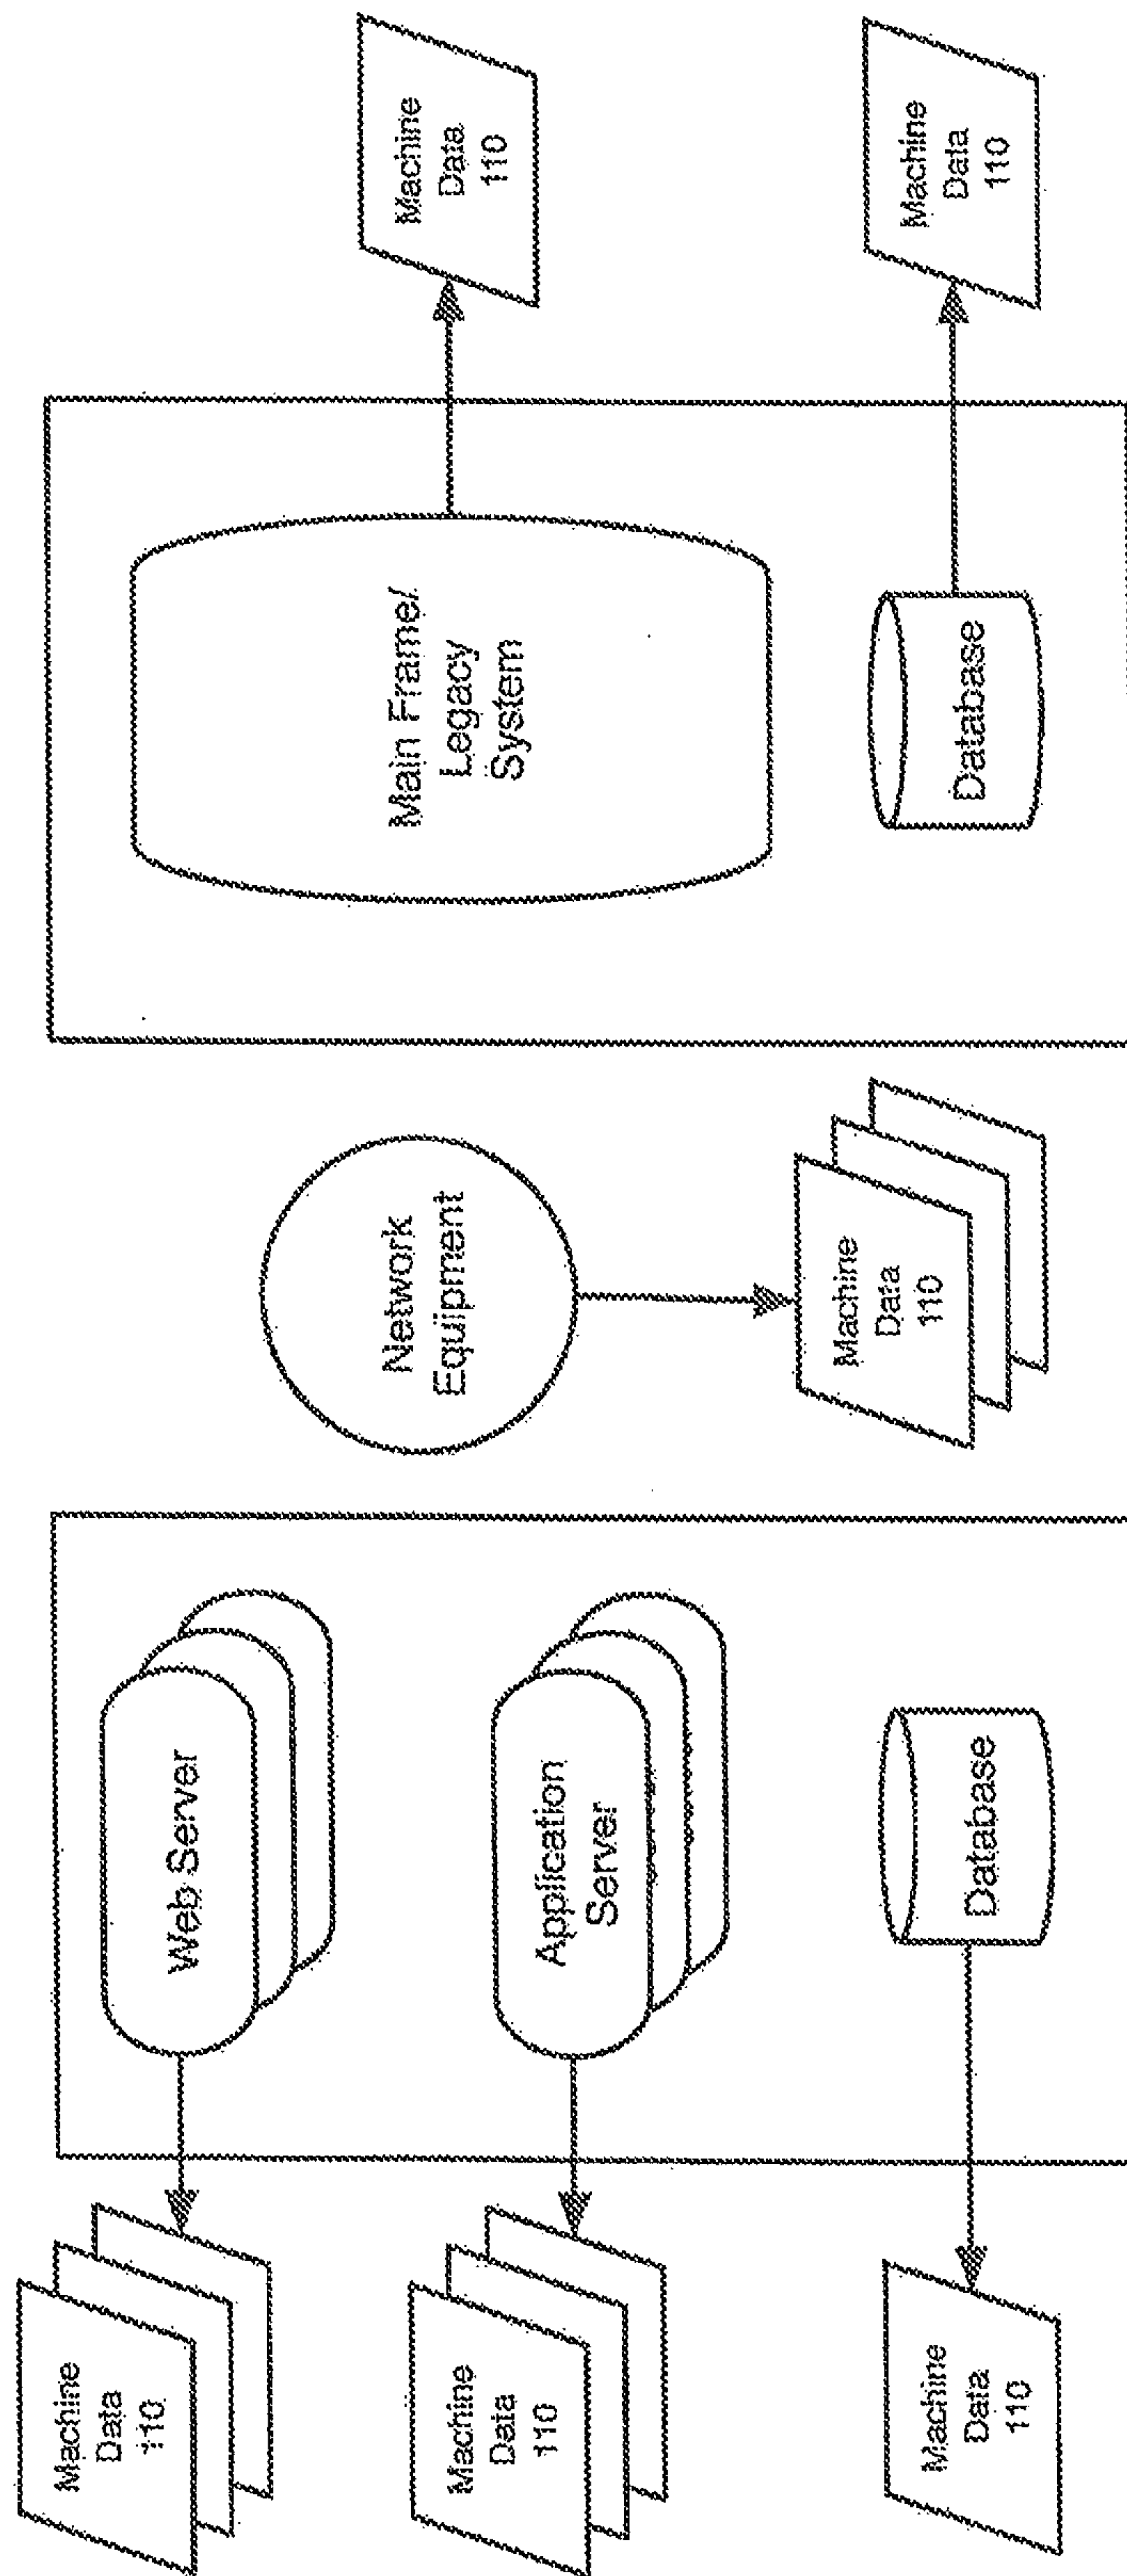 Machine
Data
110
Web Server
Machine
Data
110
Application
Server
Machine
Data
110
Database
Network
Equipment
Machine
Data
110
Main Frame/
Legacy
System
Machine
Data
110
Database
Machine
Data
110